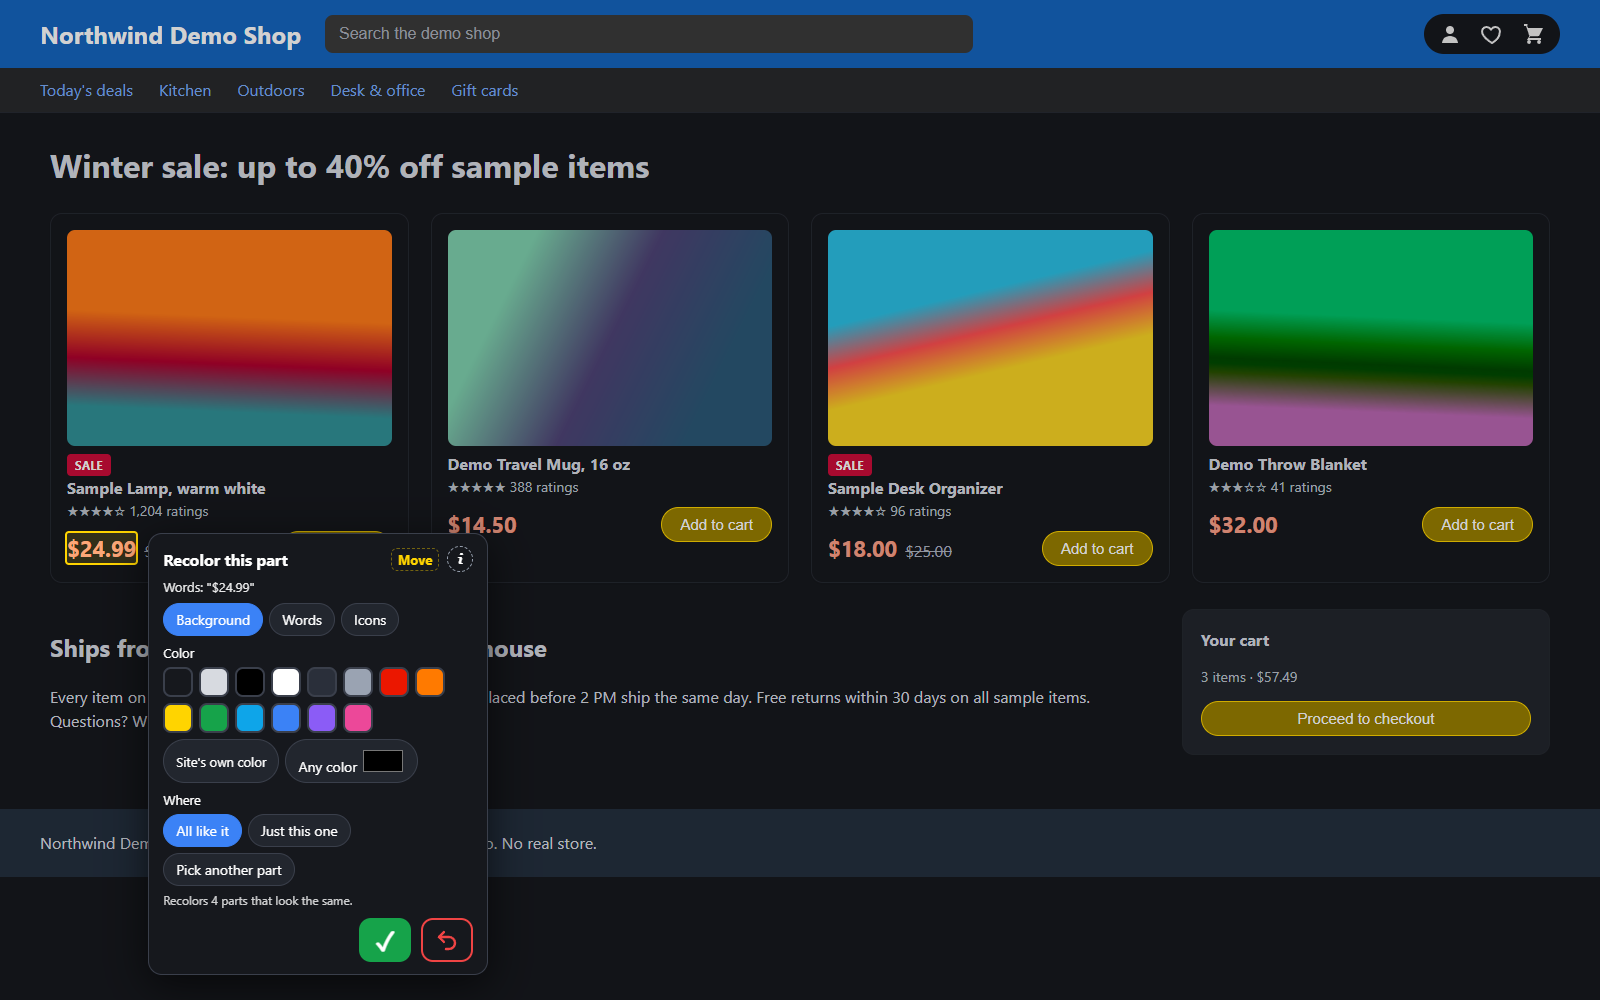 Northwind Demo Shop
Search the demo shop
Today's deals
Kitchen
Outdoors
Desk & office
Gift cards
Winter sale: up to 40% off sample items
SALE
Sample Lamp, warm white
★★★★☆ 1,204 ratings
$24.99
Demo Travel Mug, 16 oz
★★★★★ 388 ratings
$14.50
Add to cart
SALE
Sample Desk Organizer
★★★★☆ 96 ratings
$18.00 $25.00
Add to cart
Demo Throw Blanket
★★★☆☆ 41 ratings
$32.00
Add to cart
Recolor this part
Move
i
Words: "$24.99"
Background
Words
Icons
Color
Site's own color
Any color
Where
All like it
Just this one
Pick another part
Recolors 4 parts that look the same.
Ships
Every item on
placed before 2 PM ship the same day. Free returns within 30 days on all sample items.
Questions?
Your cart
3 items · $57.49
Proceed to checkout
Northwind
No real store.